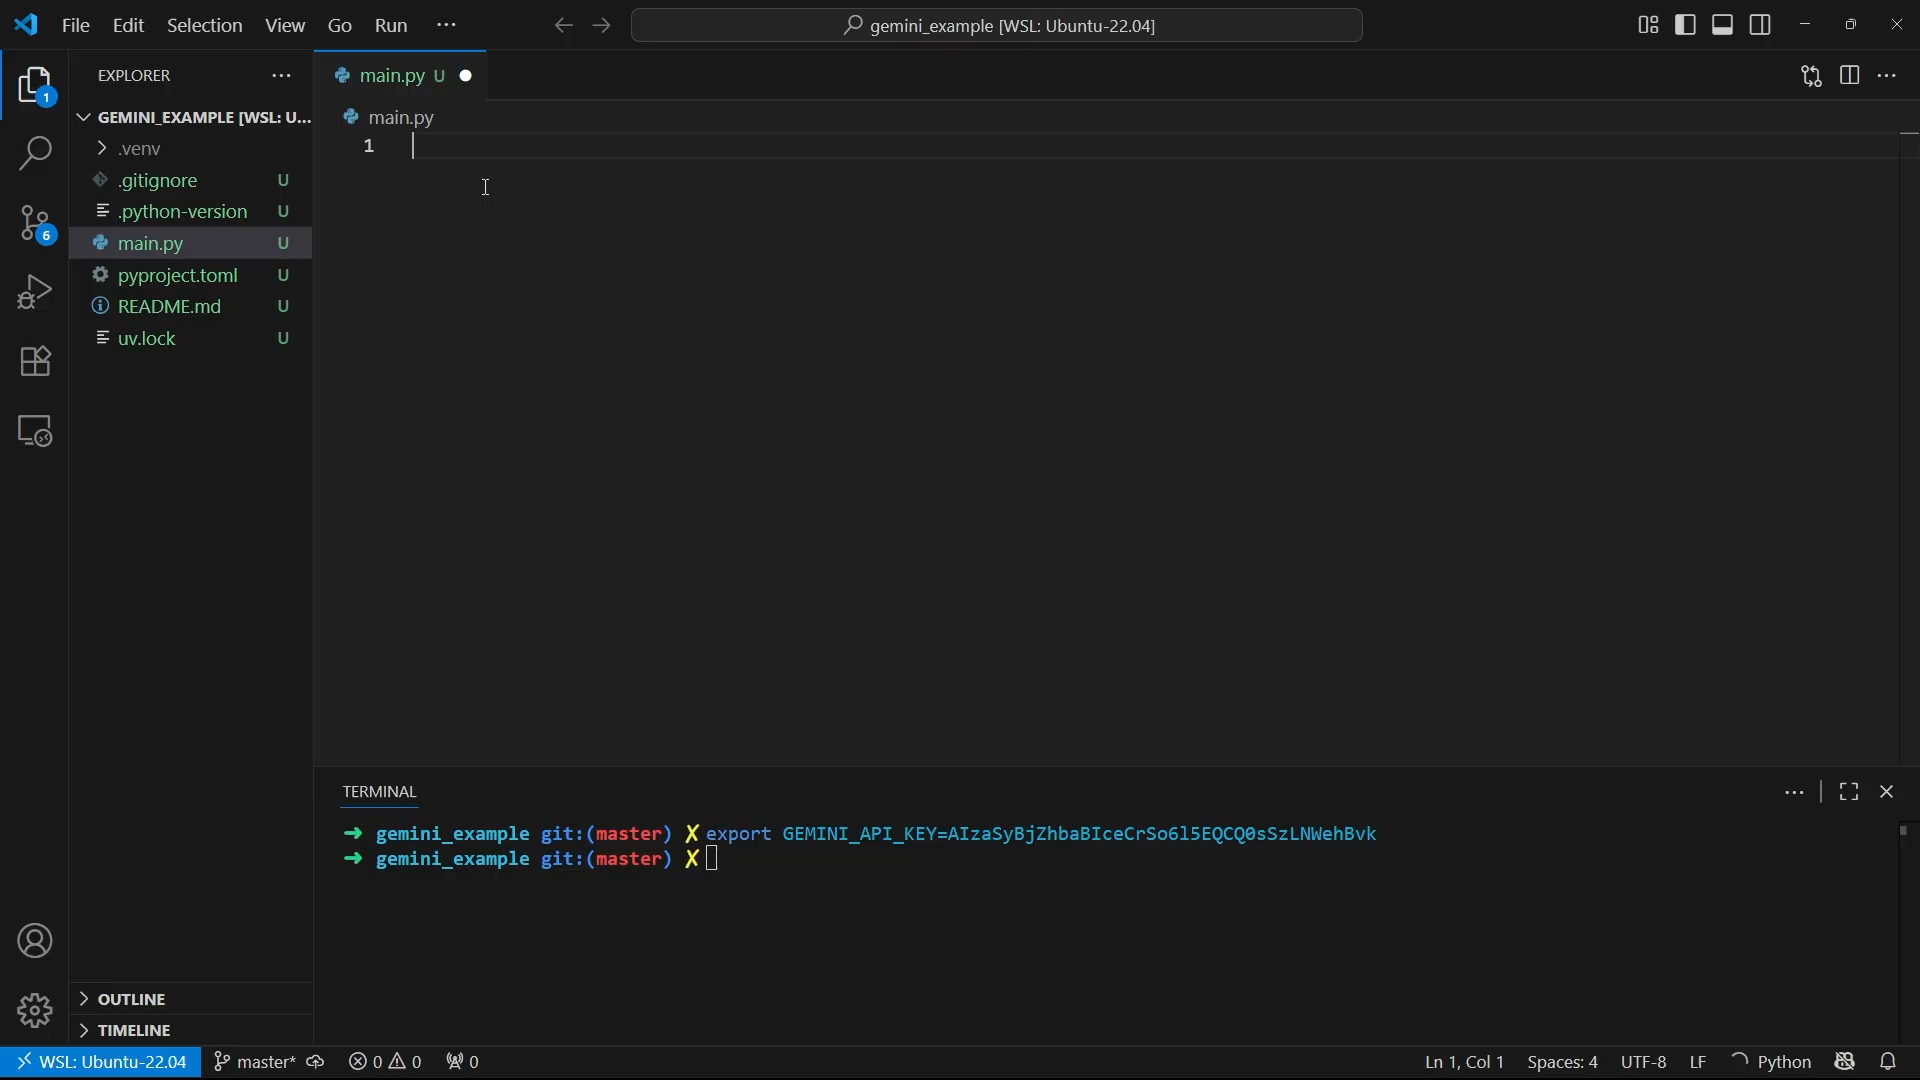 File Edit Selection View Go Run ···
gemini_example [WSL: Ubuntu-22.04]
EXPLORER
main.py U
GEMINI_EXAMPLE [WSL: U...
main.py
.venv
1
.gitignore U
.python-version U
main.py U
pyproject.toml U
README.md U
uv.lock U
1
6
TERMINAL
gemini_example git:(master) ✗ export GEMINI_API_KEY=AIzaSyBjZhbaBIceCrSo6l5EQCQ0sSzLNWehBvk
gemini_example git:(master) ✗
OUTLINE
TIMELINE
WSL: Ubuntu-22.04 master* 0 0 0 Ln 1, Col 1 Spaces: 4 UTF-8 LF Python